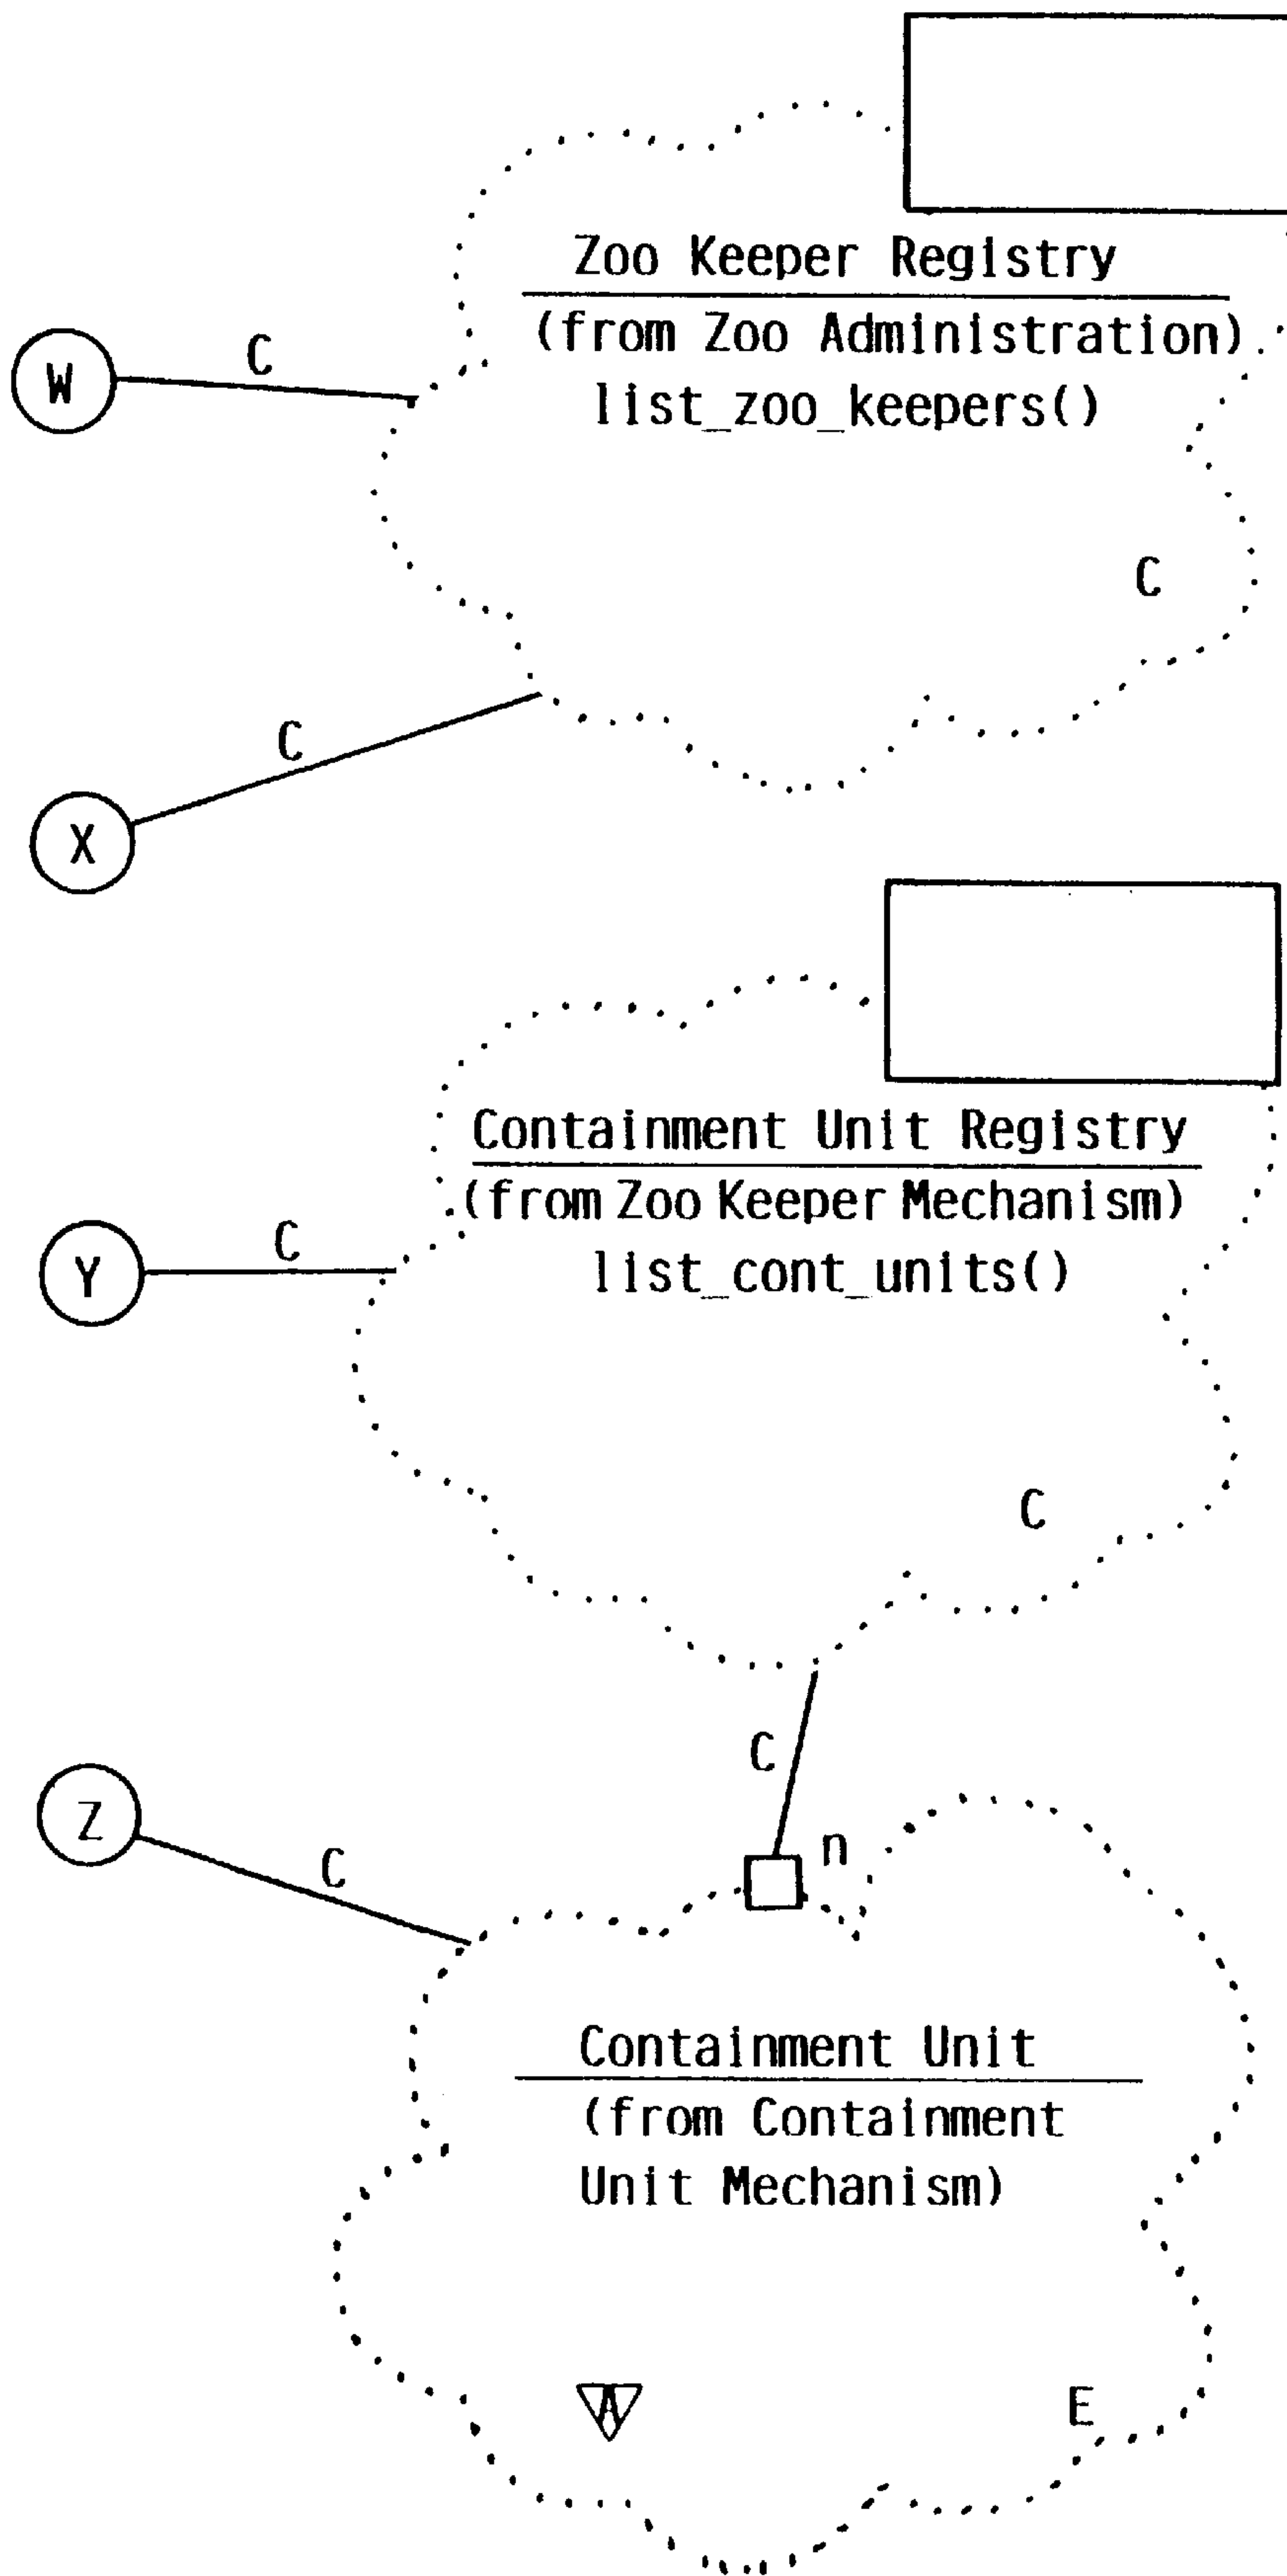 Zoo Keeper Registry
(from Zoo Administration)
list_zoo_keepers()
W
C
C
C
X
Containment Unit Registry
(from Zoo Keeper Mechanism)
list_cont_units()
Y
C
C
C
Z
C
n
Containment Unit
(from Containment
Unit Mechanism)
A
E